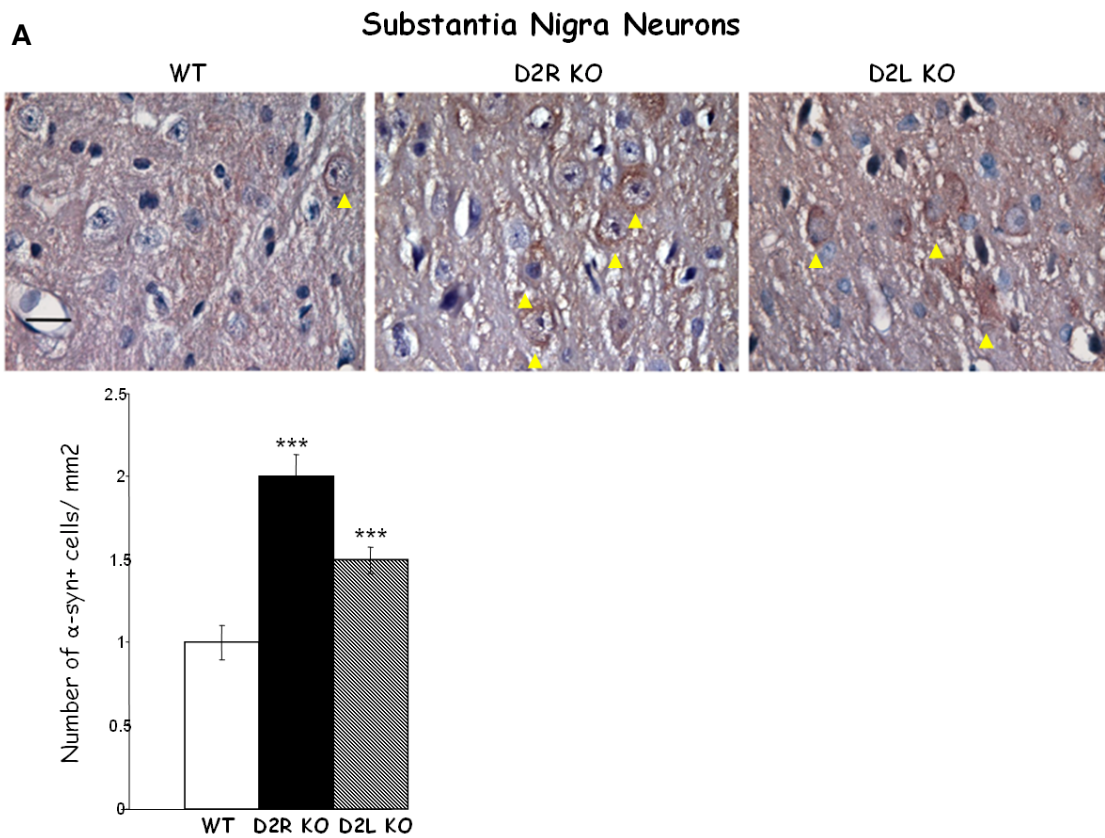 Substantia Nigra Neurons
A
WT
D2R KO
D2L KO
2.5
2
1.5
1
0.5
0
Number of α-syn+ cells/ mm2
***
***
WT
D2R KO
D2L KO